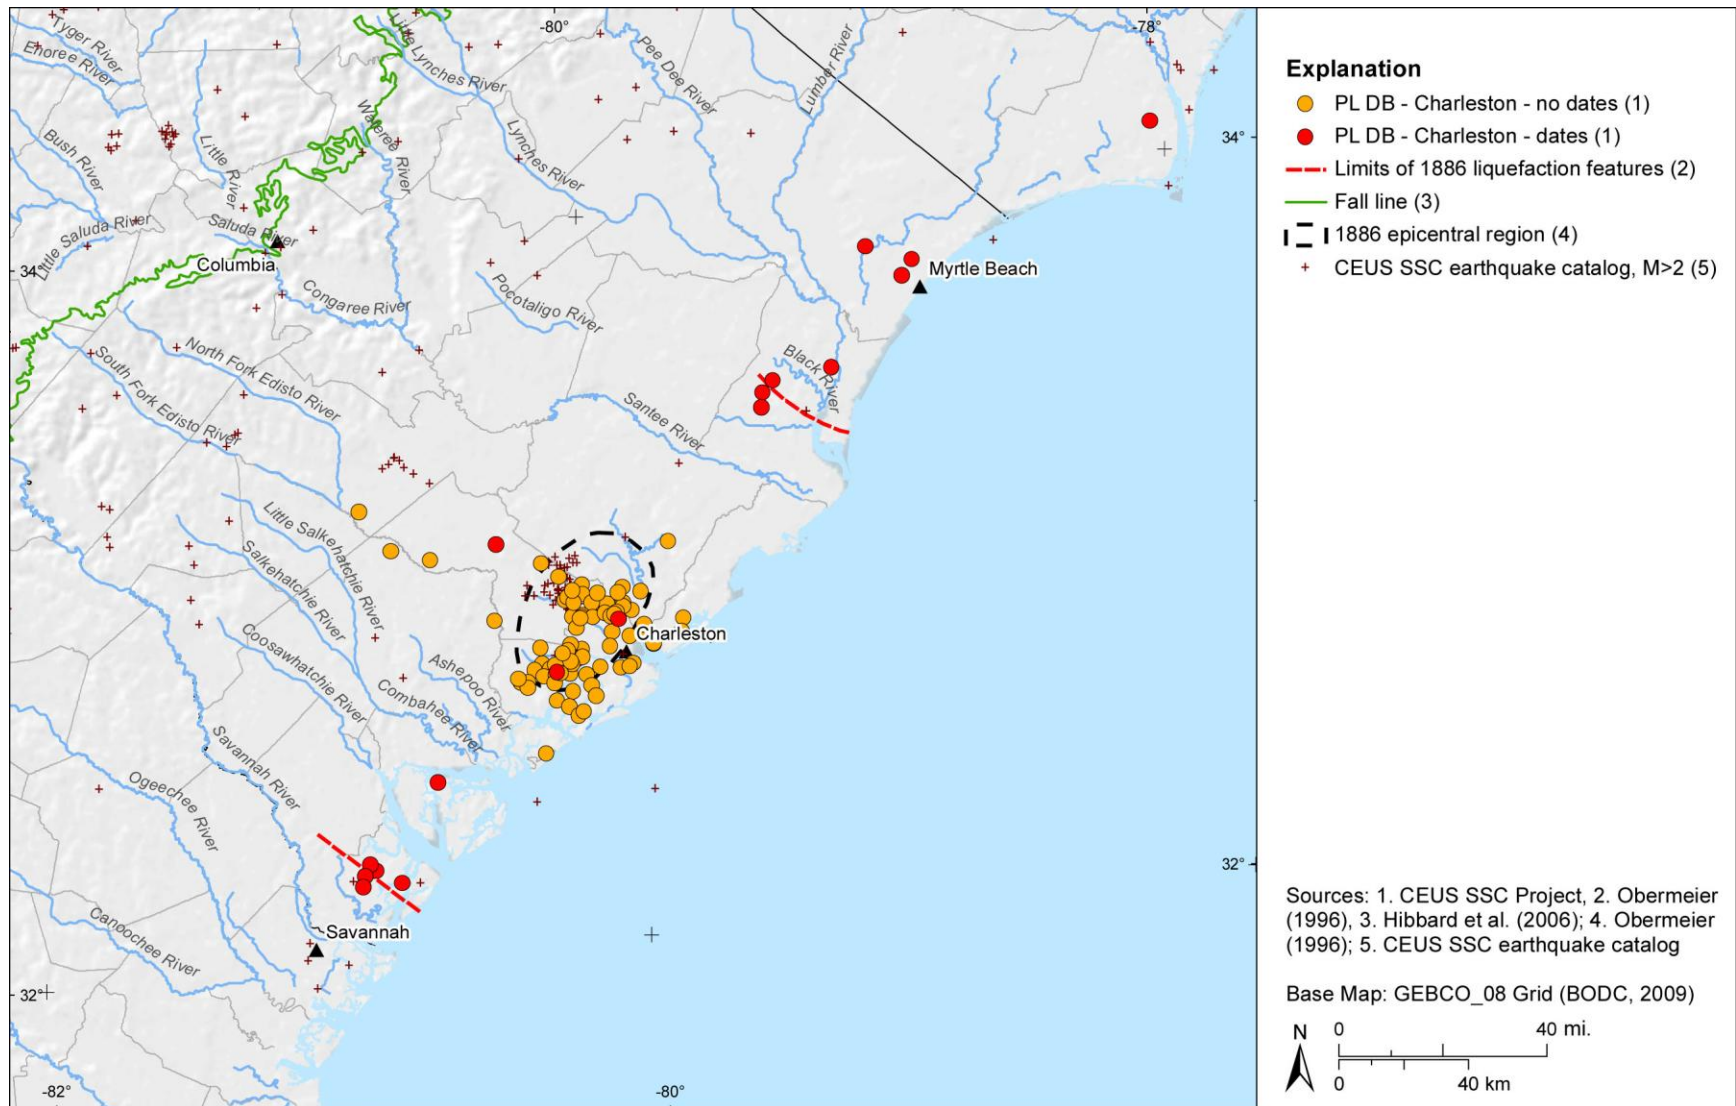 -80°
-78°
Tyger River
Enoree River
Little Lynches River
Pee Dee River
Lumber River
Bush River
Little River
Wateree River
Lynches River
34°
Little Saluda River
Saluda River
Columbia
34°
Congaree River
Pocotaligo River
Myrtle Beach
North Fork Edisto River
South Fork Edisto River
Black River
Santee River
Little Salkehatchie River
Salkehatchie River
Coosawhatchie River
Ashepoo River
Combahee River
Charleston
Savannah River
Ogeechee River
32°
Canoochee River
Savannah
32°
-82°
-80°
Explanation
PL DB - Charleston - no dates (1)
PL DB - Charleston - dates (1)
Limits of 1886 liquefaction features (2)
Fall line (3)
1886 epicentral region (4)
CEUS SSC earthquake catalog, M>2 (5)
Sources: 1. CEUS SSC Project, 2. Obermeier
(1996), 3. Hibbard et al. (2006); 4. Obermeier
(1996); 5. CEUS SSC earthquake catalog
Base Map: GEBCO_08 Grid (BODC, 2009)
N
0 40 mi.
0 40 km